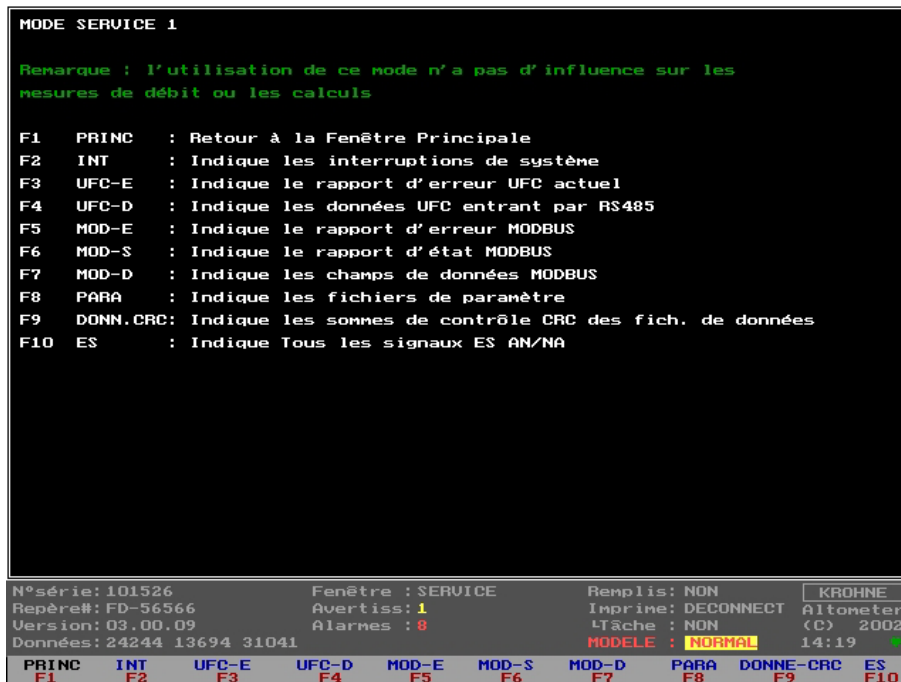 MODE SERVICE 1
Remarque : l'utilisation de ce mode n'a pas d'influence sur les
mesures de débit ou les calculs
F1 PRINC : Retour à la Fenêtre Principale
F2 INT : Indique les interruptions de système
F3 UFC-E : Indique le rapport d'erreur UFC actuel
F4 UFC-D : Indique les données UFC entrant par RS485
F5 MOD-E : Indique le rapport d'erreur MODBUS
F6 MOD-S : Indique le rapport d'état MODBUS
F7 MOD-D : Indique les champs de données MODBUS
F8 PARA : Indique les fichiers de paramètre
F9 DONN.CRC: Indique les sommes de contrôle CRC des fich. de données
F10 ES : Indique Tous les signaux ES AN/NA
N°série:101526 Fenêtre :SERVICE Remplis: NON KROHNE
Repère#:FD-56566 Avertiss:1 Imprime: DECONNECT Altometer
Version:03.00.09 Alarmes :8 └Tâche : NON (C) 2002
Données:24244 13694 31041 MODELE : NORMAL 14:19 ♥
PRINC INT UFC-E UFC-D MOD-E MOD-S MOD-D PARA DONNE-CRC ES
F1 F2 F3 F4 F5 F6 F7 F8 F9 F10